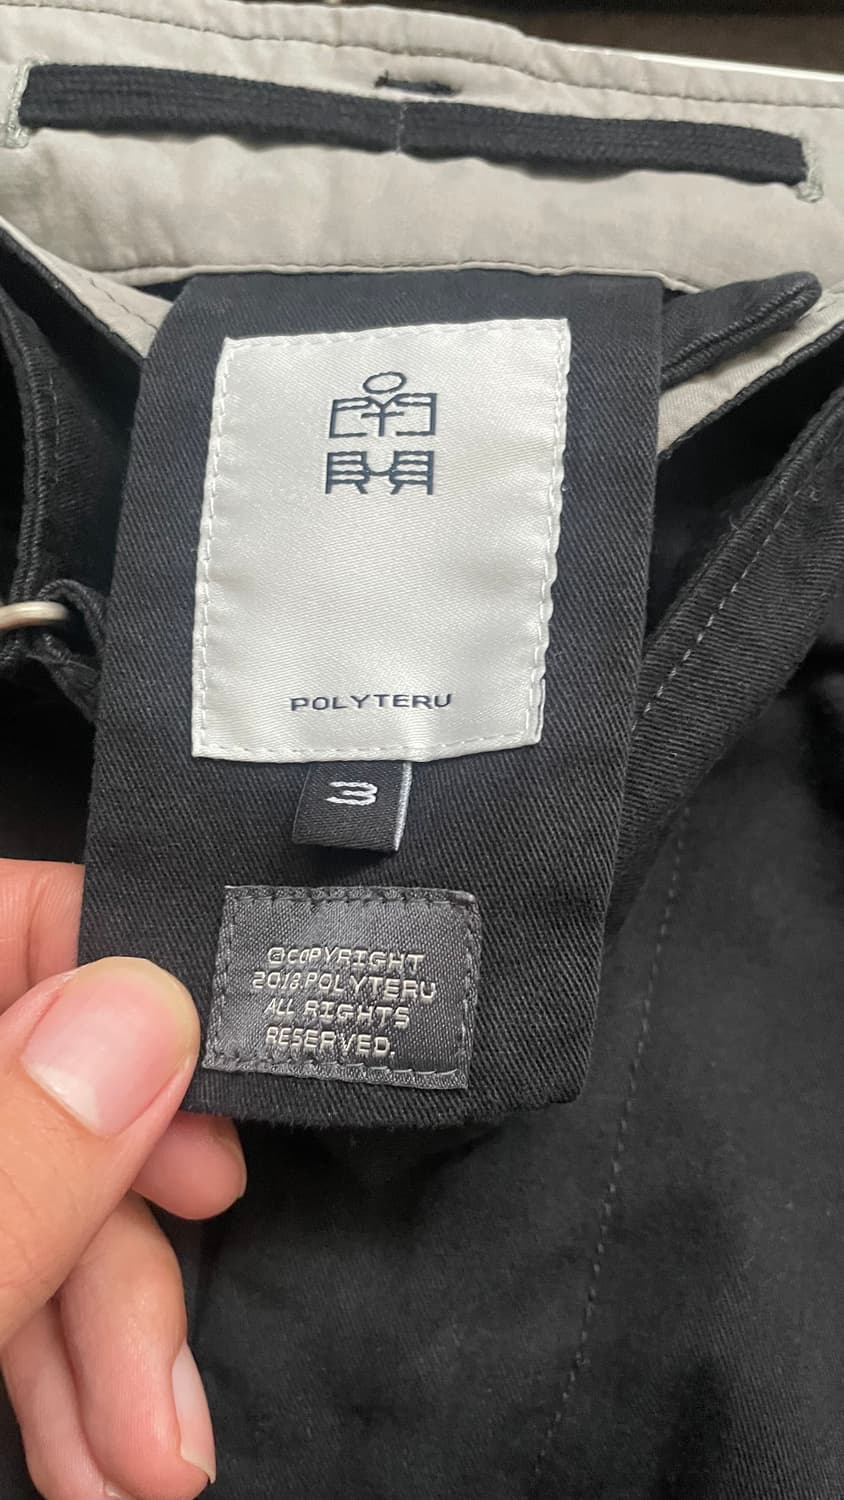 POLYTERU
3
©COPYRIGHT
2018.POLYTERU
ALL RIGHTS
RESERVED.